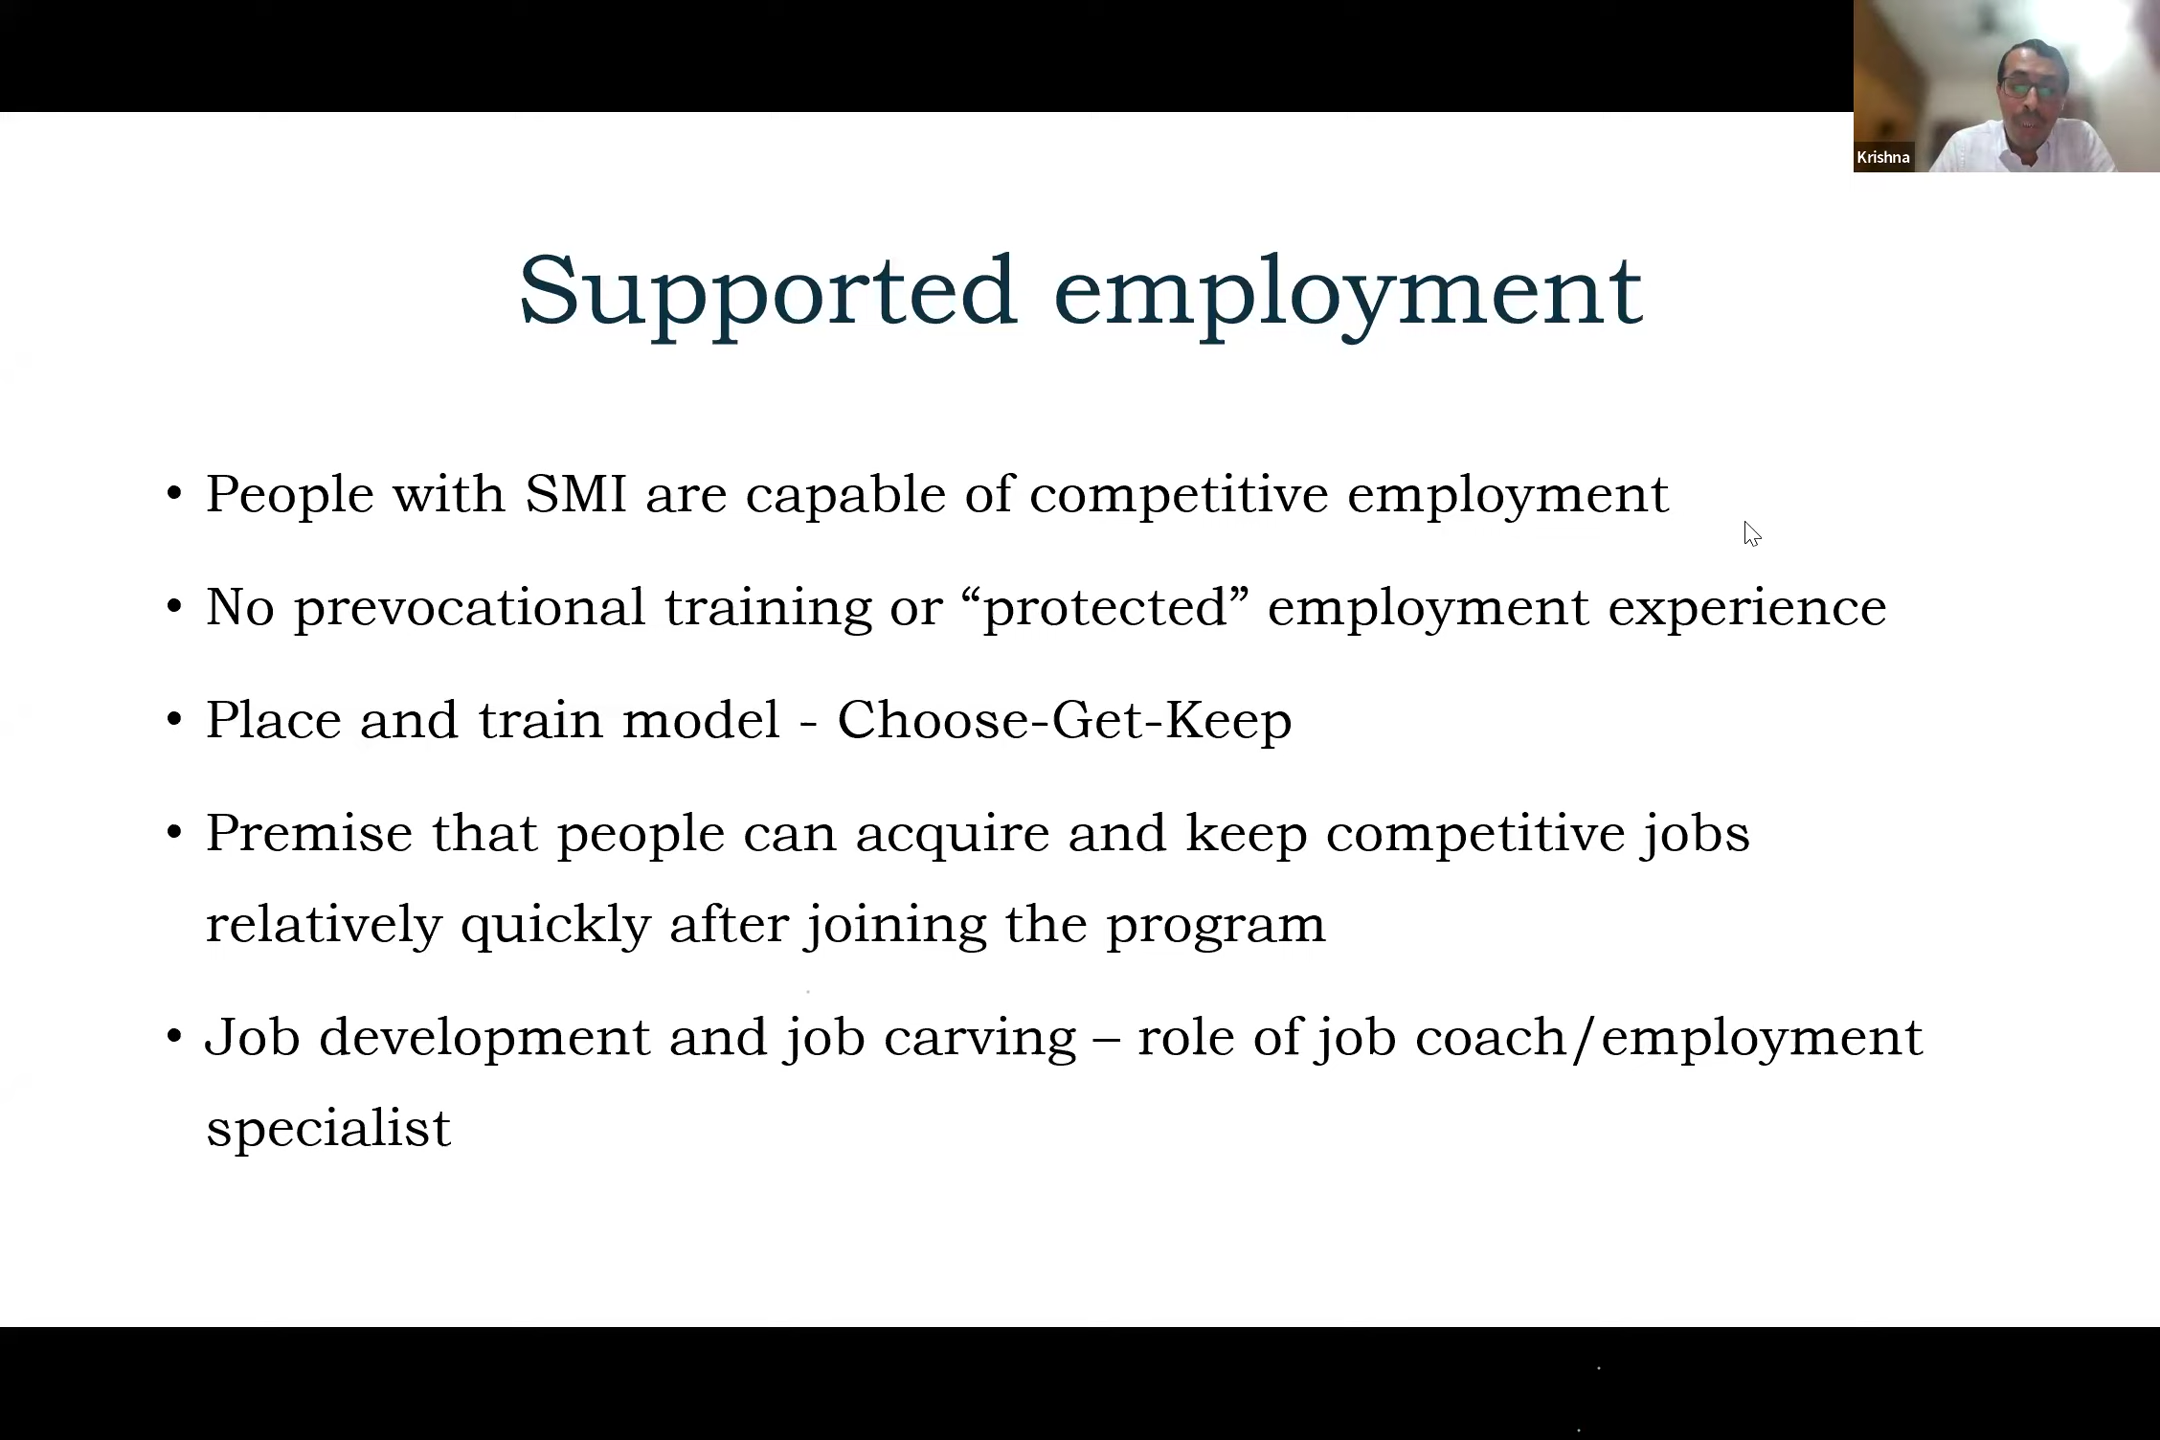 Krishna
Supported employment
• People with SMI are capable of competitive employment
• No prevocational training or “protected” employment experience
• Place and train model - Choose-Get-Keep
• Premise that people can acquire and keep competitive jobs
relatively quickly after joining the program
• Job development and job carving – role of job coach/employment
specialist